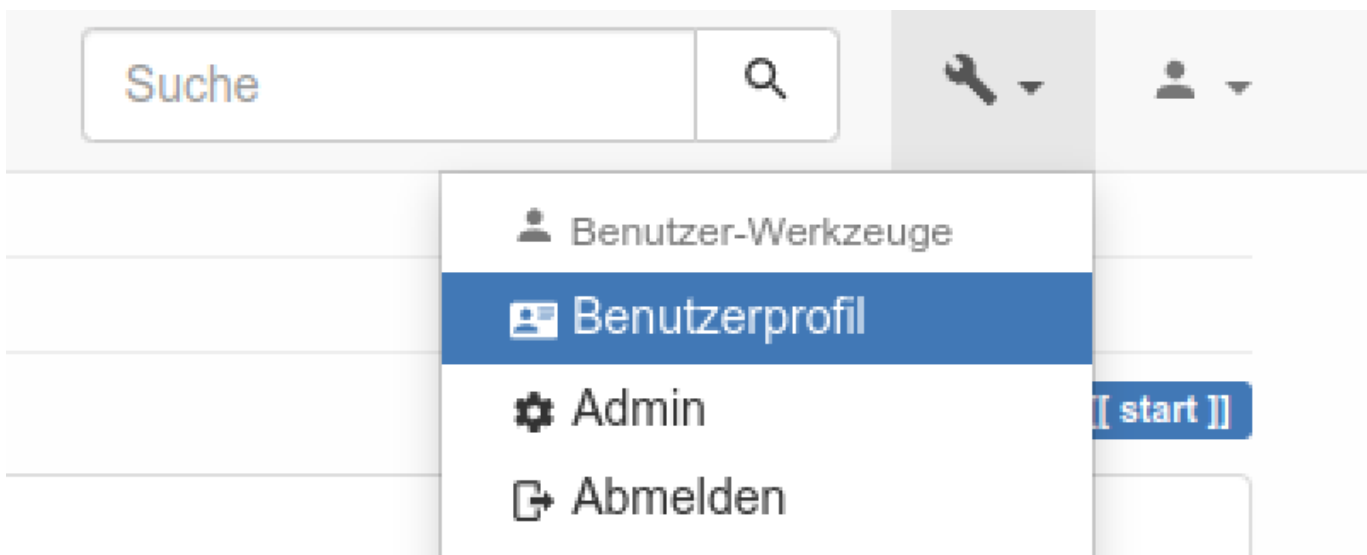 Suche
Benutzer-Werkzeuge
Benutzerprofil
Admin
[[ start ]]
Abmelden